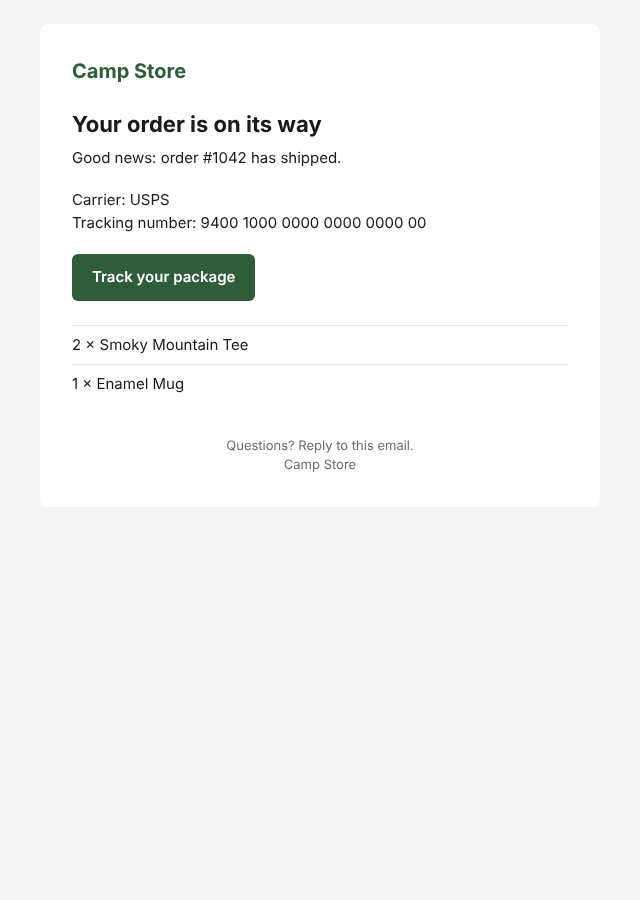 Camp Store
Your order is on its way
Good news: order #1042 has shipped.
Carrier: USPS
Tracking number: 9400 1000 0000 0000 0000 00
Track your package
2 × Smoky Mountain Tee
1 × Enamel Mug
Questions? Reply to this email.
Camp Store